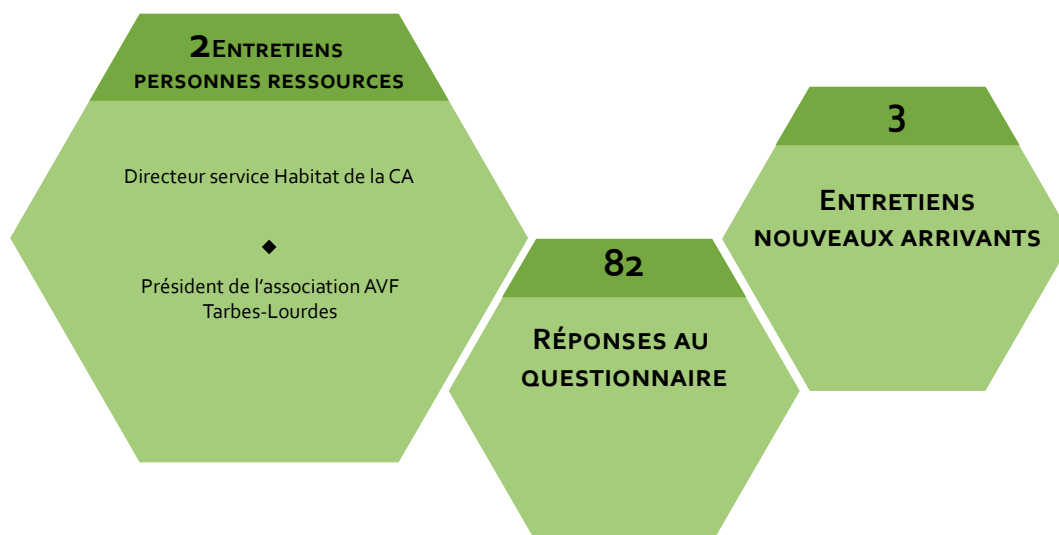 2ENTRETIENS
PERSONNES RESSOURCES
Directeur service Habitat de la CA
◆
Président de l'association AVF
Tarbes-Lourdes
82
RÉPONSES AU
QUESTIONNAIRE
3
ENTRETIENS
NOUVEAUX ARRIVANTS